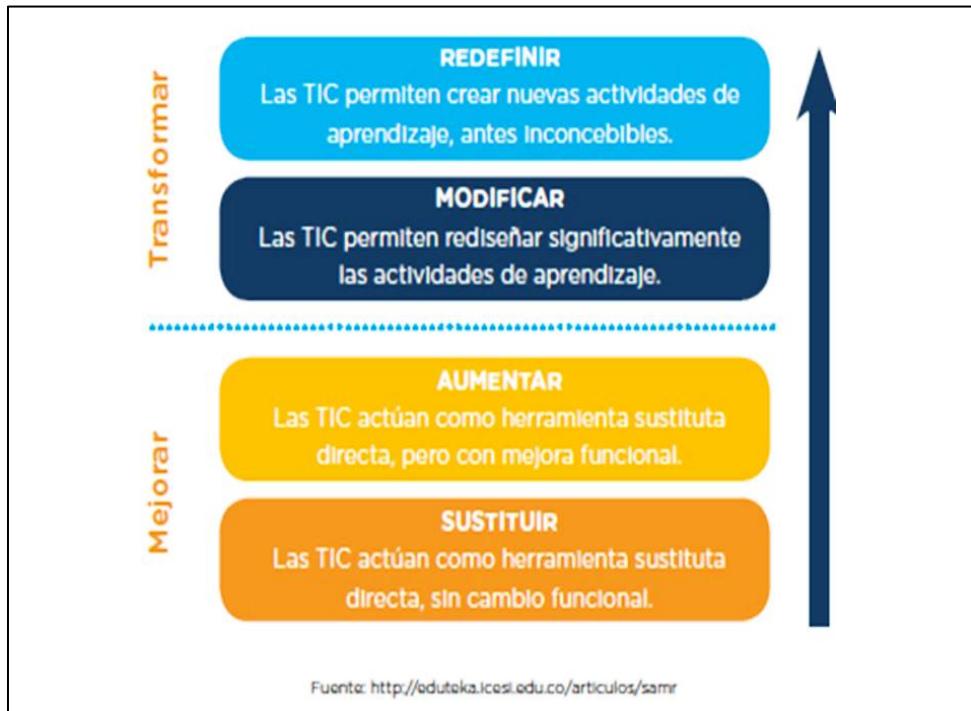 Transformar
REDEFINIR
Las TIC permiten crear nuevas actividades de
aprendizaje, antes inconcebibles.
MODIFICAR
Las TIC permiten rediseñar significativamente
las actividades de aprendizaje.
Mejorar
AUMENTAR
Las TIC actúan como herramienta sustituta
directa, pero con mejora funcional.
SUSTITUIR
Las TIC actúan como herramienta sustituta
directa, sin cambio funcional.
Fuente: http://eduteka.icesi.edu.co/articulos/samr